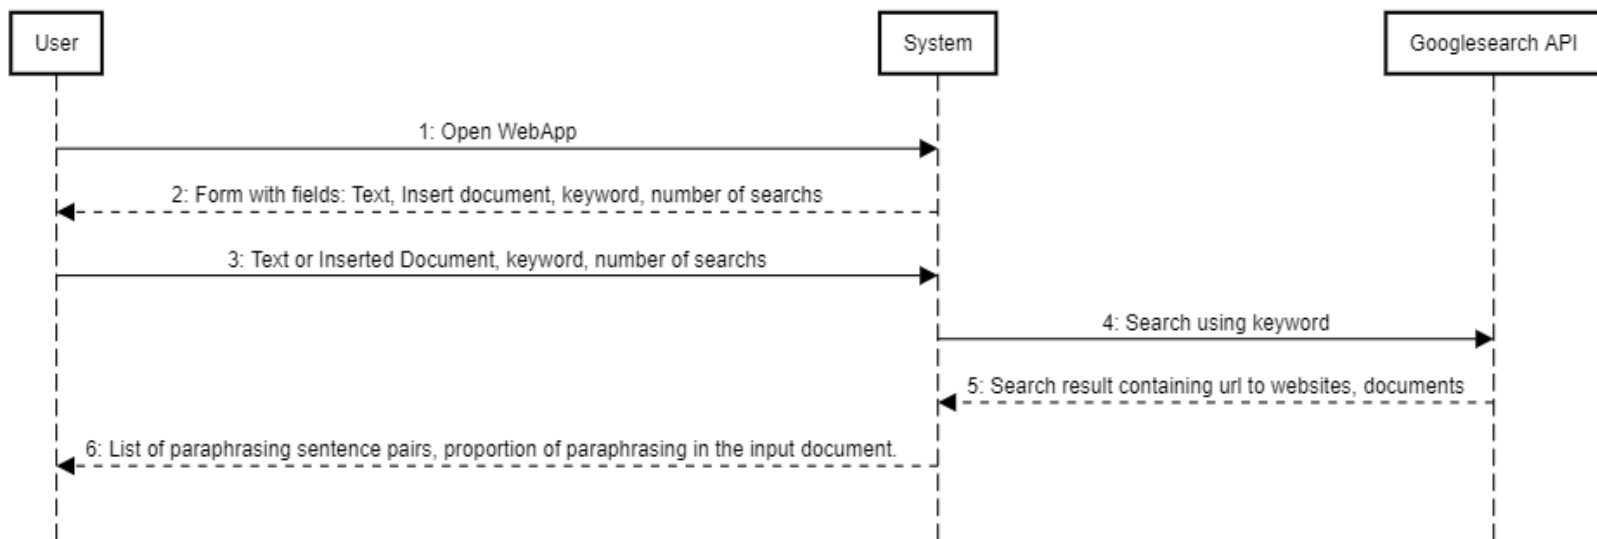 User
System
Googlesearch API
1: Open WebApp
2: Form with fields: Text, Insert document, keyword, number of searchs
3: Text or Inserted Document, keyword, number of searchs
4: Search using keyword
5: Search result containing url to websites, documents
6: List of paraphrasing sentence pairs, proportion of paraphrasing in the input document.